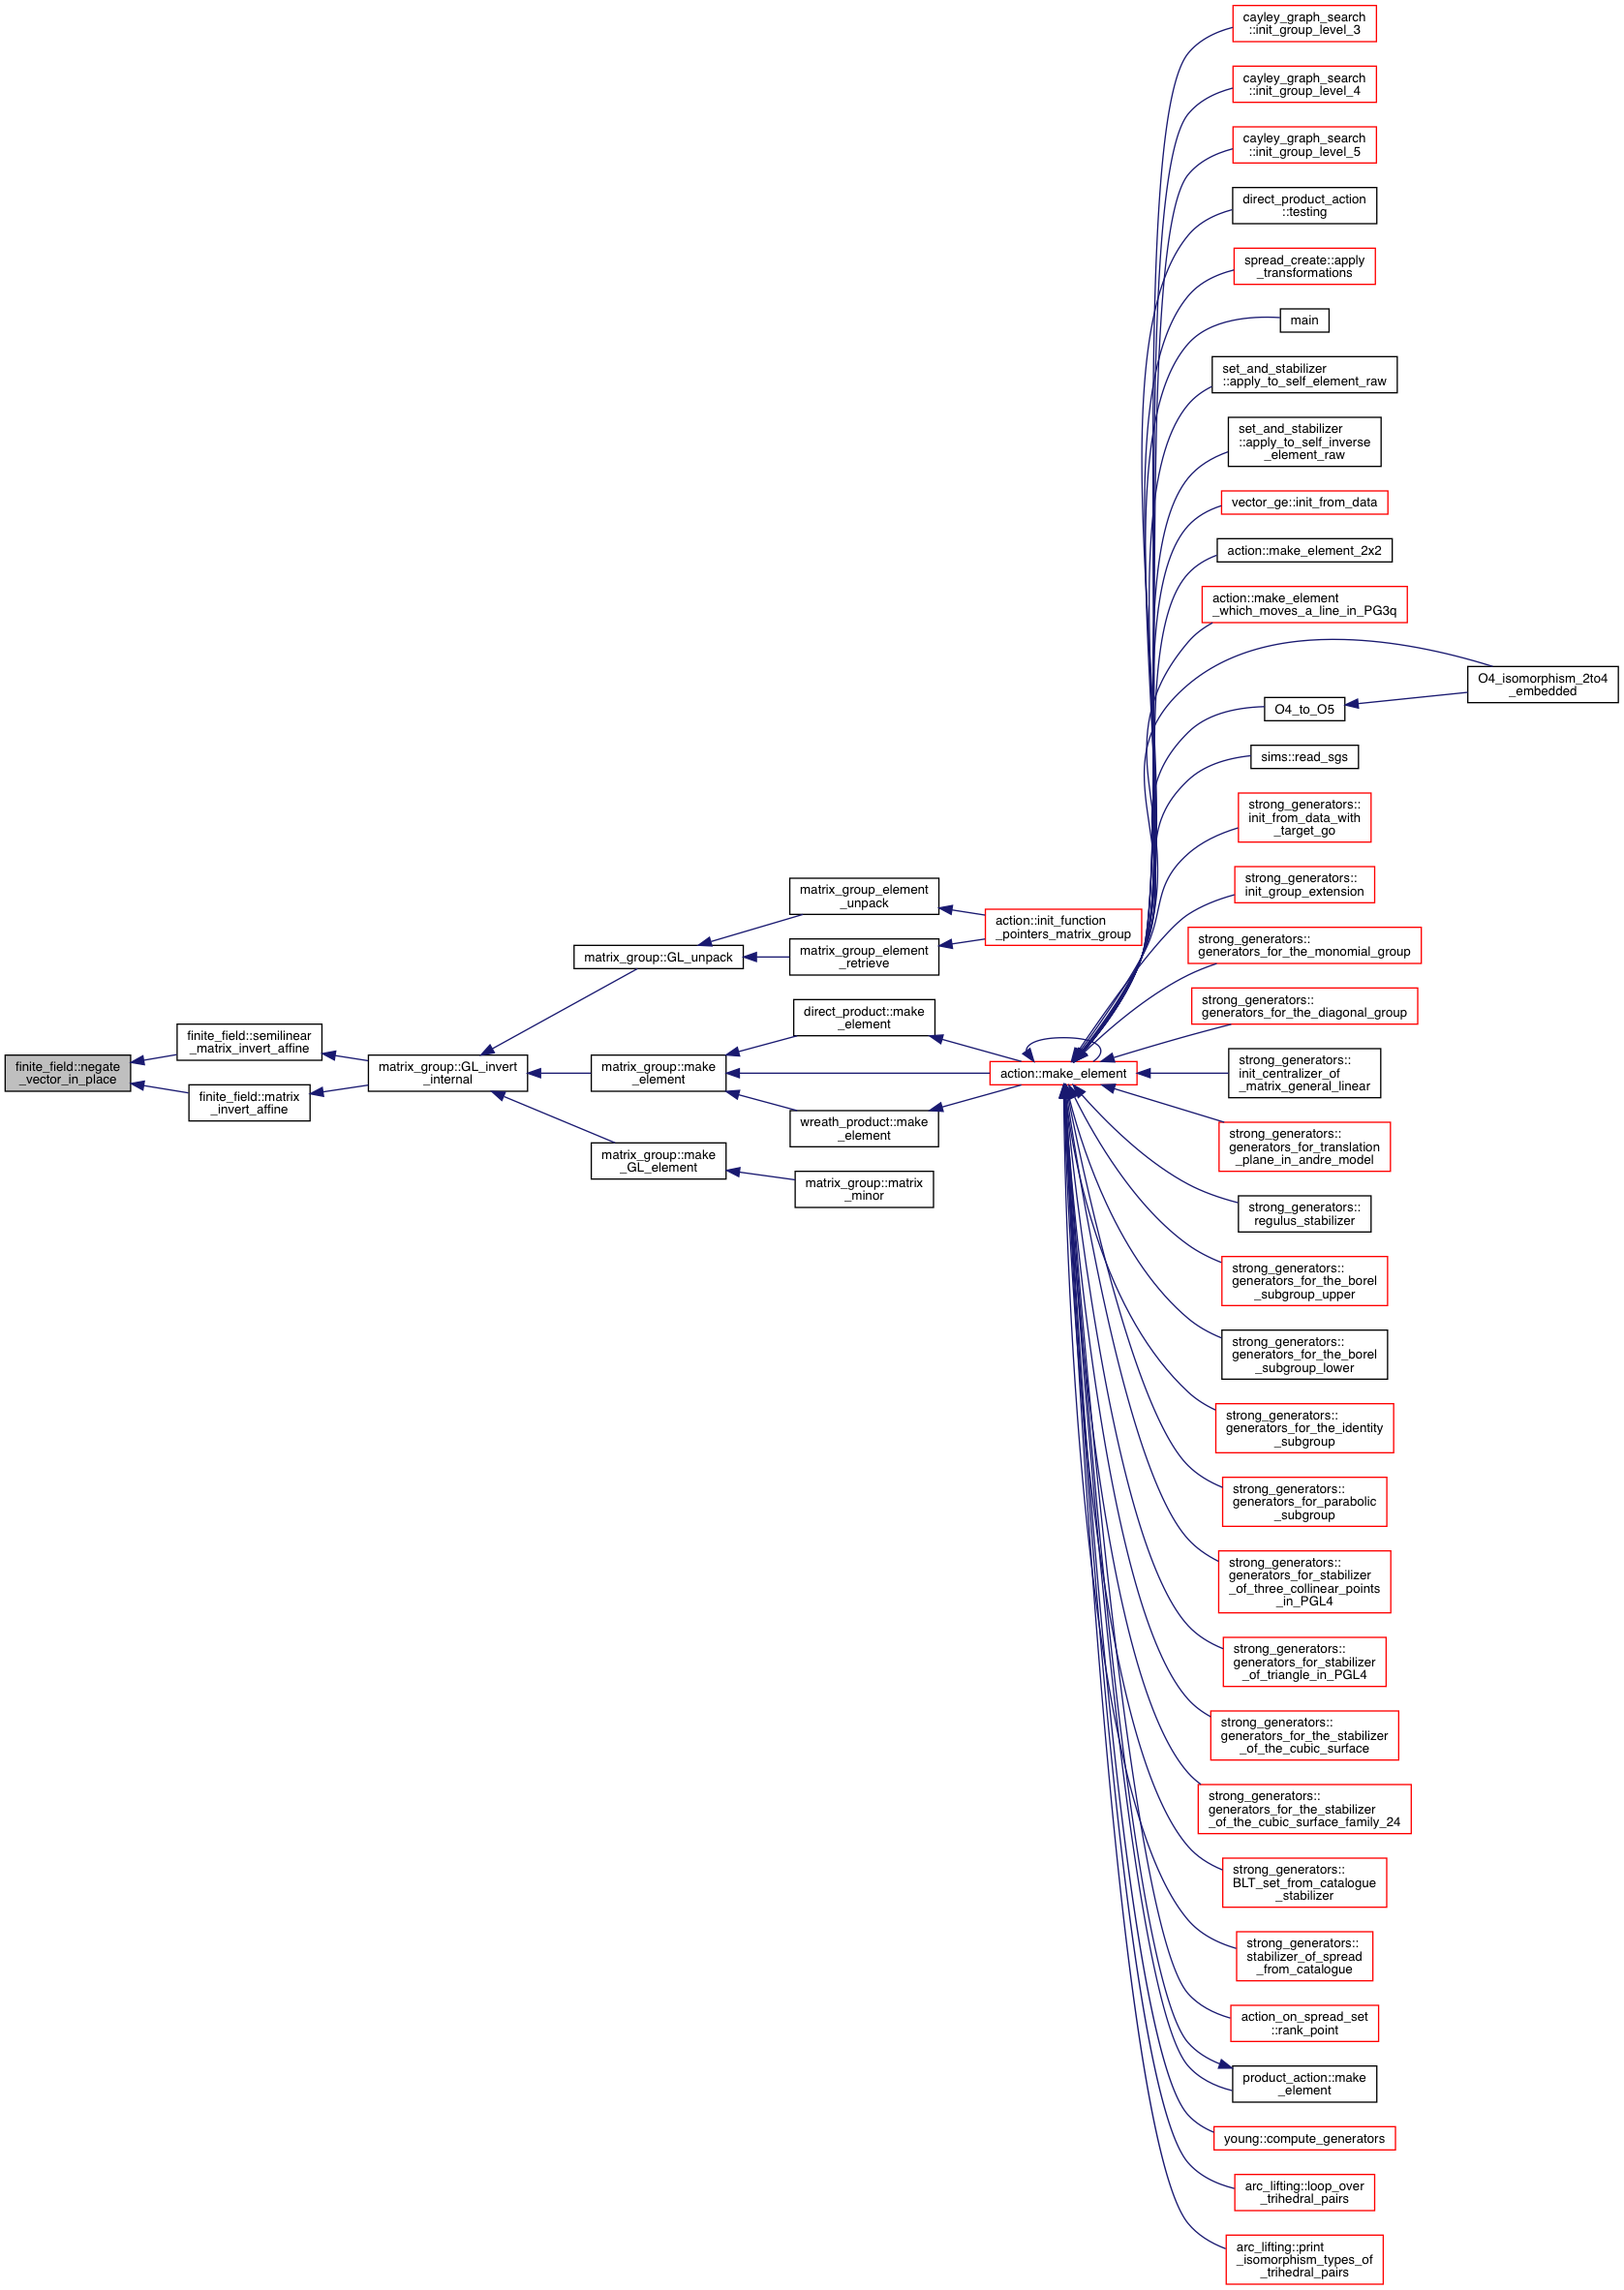 finite_field::negate
_vector_in_place
finite_field::semilinear
_matrix_invert_affine
finite_field::matrix
_invert_affine
matrix_group::GL_invert
_internal
matrix_group::GL_unpack
matrix_group::make
_element
matrix_group::make
_GL_element
matrix_group_element
_unpack
matrix_group_element
_retrieve
direct_product::make
_element
wreath_product::make
_element
matrix_group::matrix
_minor
action::init_function
_pointers_matrix_group
action::make_element
cayley_graph_search
::init_group_level_3
cayley_graph_search
::init_group_level_4
cayley_graph_search
::init_group_level_5
direct_product_action
::testing
spread_create::apply
_transformations
main
set_and_stabilizer
::apply_to_self_element_raw
set_and_stabilizer
::apply_to_self_inverse
_element_raw
vector_ge::init_from_data
action::make_element_2x2
action::make_element
_which_moves_a_line_in_PG3q
O4_isomorphism_2to4
_embedded
O4_to_O5
sims::read_sgs
strong_generators::
init_from_data_with
_target_go
strong_generators::
init_group_extension
strong_generators::
generators_for_the_monomial_group
strong_generators::
generators_for_the_diagonal_group
strong_generators::
init_centralizer_of
_matrix_general_linear
strong_generators::
generators_for_translation
_plane_in_andre_model
strong_generators::
regulus_stabilizer
strong_generators::
generators_for_the_borel
_subgroup_upper
strong_generators::
generators_for_the_borel
_subgroup_lower
strong_generators::
generators_for_the_identity
_subgroup
strong_generators::
generators_for_parabolic
_subgroup
strong_generators::
generators_for_stabilizer
_of_three_collinear_points
_in_PGL4
strong_generators::
generators_for_stabilizer
_of_triangle_in_PGL4
strong_generators::
generators_for_the_stabilizer
_of_the_cubic_surface
strong_generators::
generators_for_the_stabilizer
_of_the_cubic_surface_family_24
strong_generators::
BLT_set_from_catalogue
_stabilizer
strong_generators::
stabilizer_of_spread
_from_catalogue
action_on_spread_set
::rank_point
product_action::make
_element
young::compute_generators
arc_lifting::loop_over
_trihedral_pairs
arc_lifting::print
_isomorphism_types_of
_trihedral_pairs